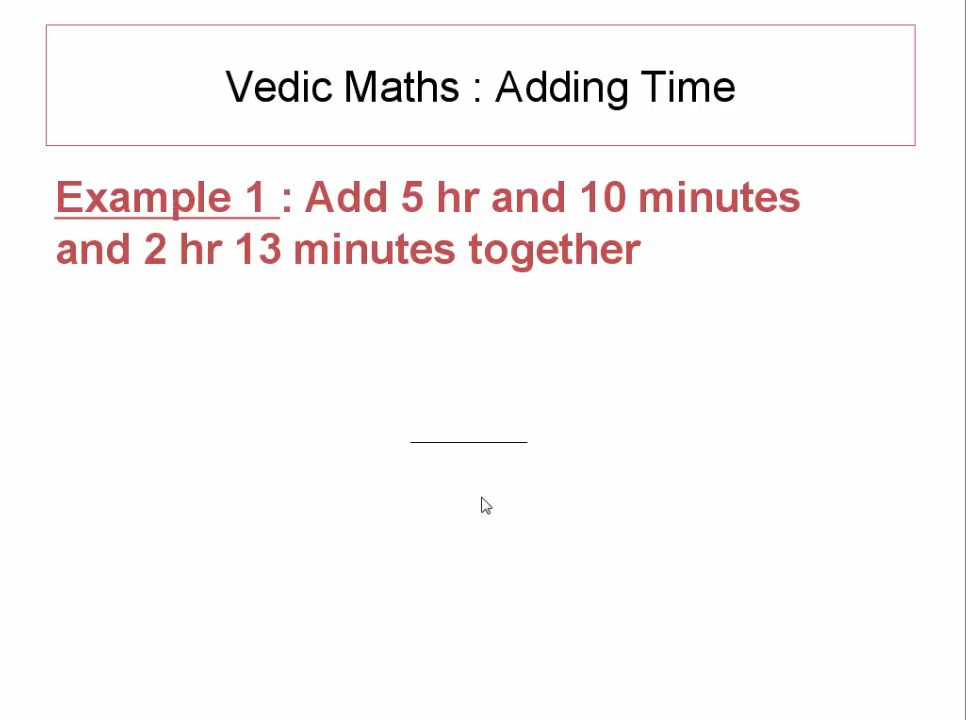 Vedic Maths : Adding Time
Example 1 : Add 5 hr and 10 minutes
and 2 hr 13 minutes together